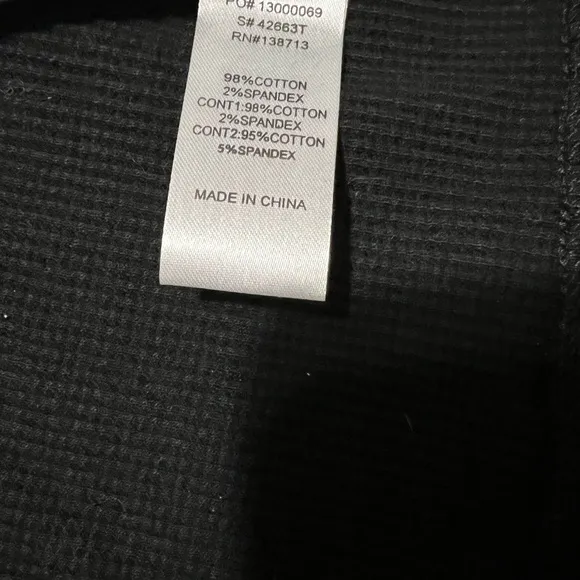 PO# 13000069
S# 42663T
RN#138713
98%COTTON
2%SPANDEX
CONT1:98%COTTON
2%SPANDEX
CONT2:95%COTTON
5%SPANDEX
MADE IN CHINA